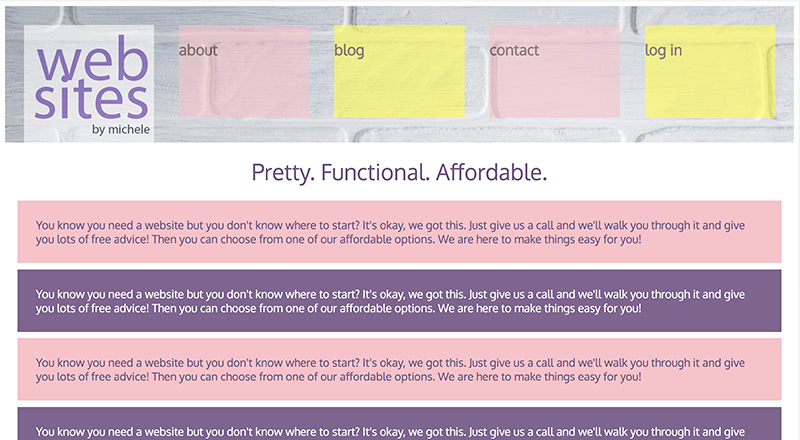 web
sites
by michele
about
blog
contact
log in
Pretty. Functional. Affordable.
You know you need a website but you don't know where to start? It's okay, we got this. Just give us a call and we'll walk you through it and give
you lots of free advice! Then you can choose from one of our affordable options. We are here to make things easy for you!
You know you need a website but you don't know where to start? It's okay, we got this. Just give us a call and we'll walk you through it and give
you lots of free advice! Then you can choose from one of our affordable options. We are here to make things easy for you!
You know you need a website but you don't know where to start? It's okay, we got this. Just give us a call and we'll walk you through it and give
you lots of free advice! Then you can choose from one of our affordable options. We are here to make things easy for you!
You know you need a website but you don't know where to start? It's okay, we got this. Just give us a call and we'll walk you through it and give